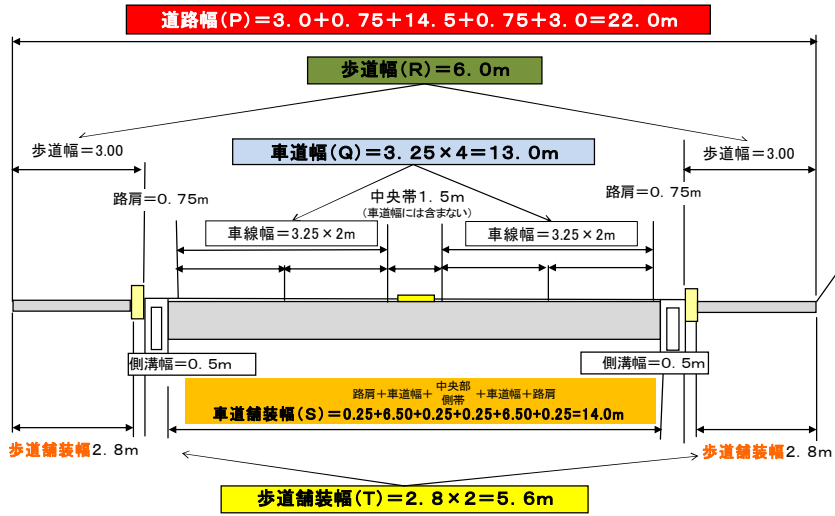 道路幅(P)＝3.0＋0.75＋14.5＋0.75＋3.0＝22.0m
歩道幅(R)＝6.0m
歩道幅＝3.00
車道幅(Q)＝3.25×4＝13.0m
歩道幅＝3.00
路肩＝0.75m
中央帯1.5m
(車道幅には含まない)
路肩＝0.75m
車線幅＝3.25×2m
車線幅＝3.25×2m
側溝幅＝0.5m
側溝幅＝0.5m
路肩＋車道幅＋中央部側帯＋車道幅＋路肩
車道舗装幅(S)＝0.25+6.50+0.25+0.25+6.50+0.25=14.0m
歩道舗装幅2.8m
歩道舗装幅2.8m
歩道舗装幅(T)＝2.8×2＝5.6m